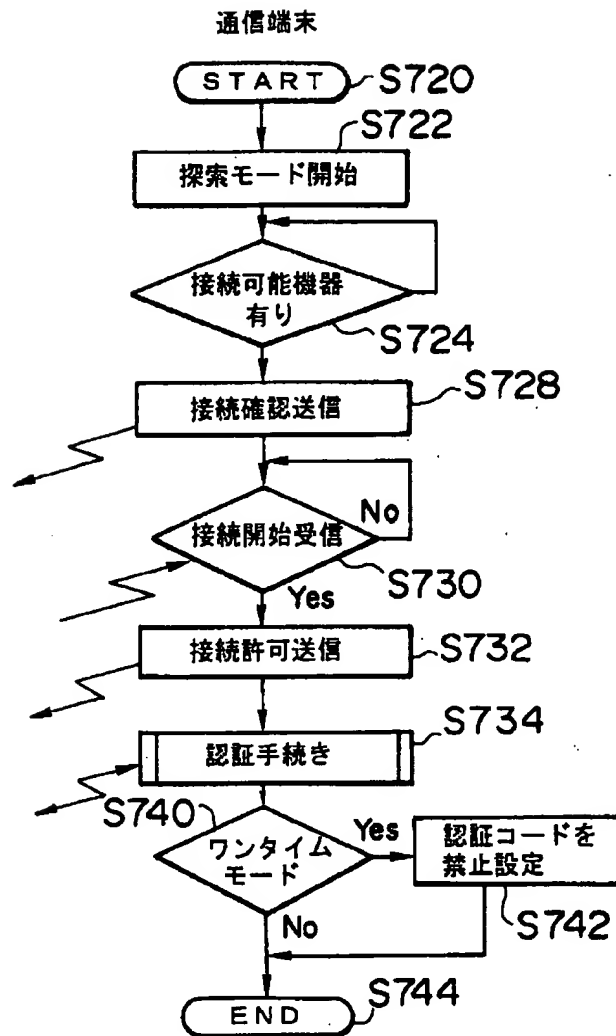 通信端末
START
S720
S722
探索モード開始
接続可能機器
有り
S724
S728
接続確認送信
接続開始受信
No
S730
Yes
接続許可送信
S732
S734
認証手続き
S740
ワンタイム
モード
Yes
認証コードを
禁止設定
S742
No
END
S744